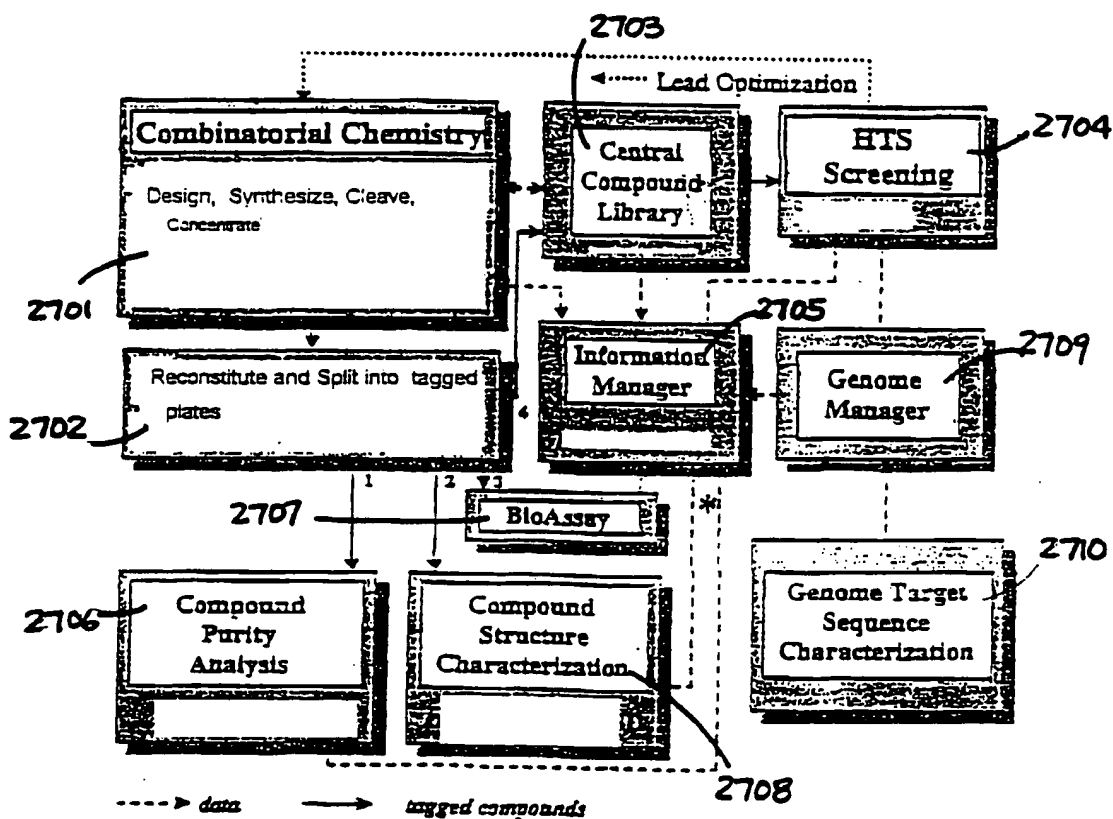 2703
Lead Optimization
Combinatorial Chemistry
Design, Synthesize, Cleave,
Concentrate
2701
Central
Compound
Library
HTS
Screening
2704
2705
Reconstitute and Split into tagged
plates
2702
4
Information
Manager
Genome
Manager
2709
1
2
3
2707
BioAssay
*
2706
Compound
Purity
Analysis
Compound
Structure
Characterization
2708
Genome Target
Sequence
Characterization
2710
data
tagged compounds